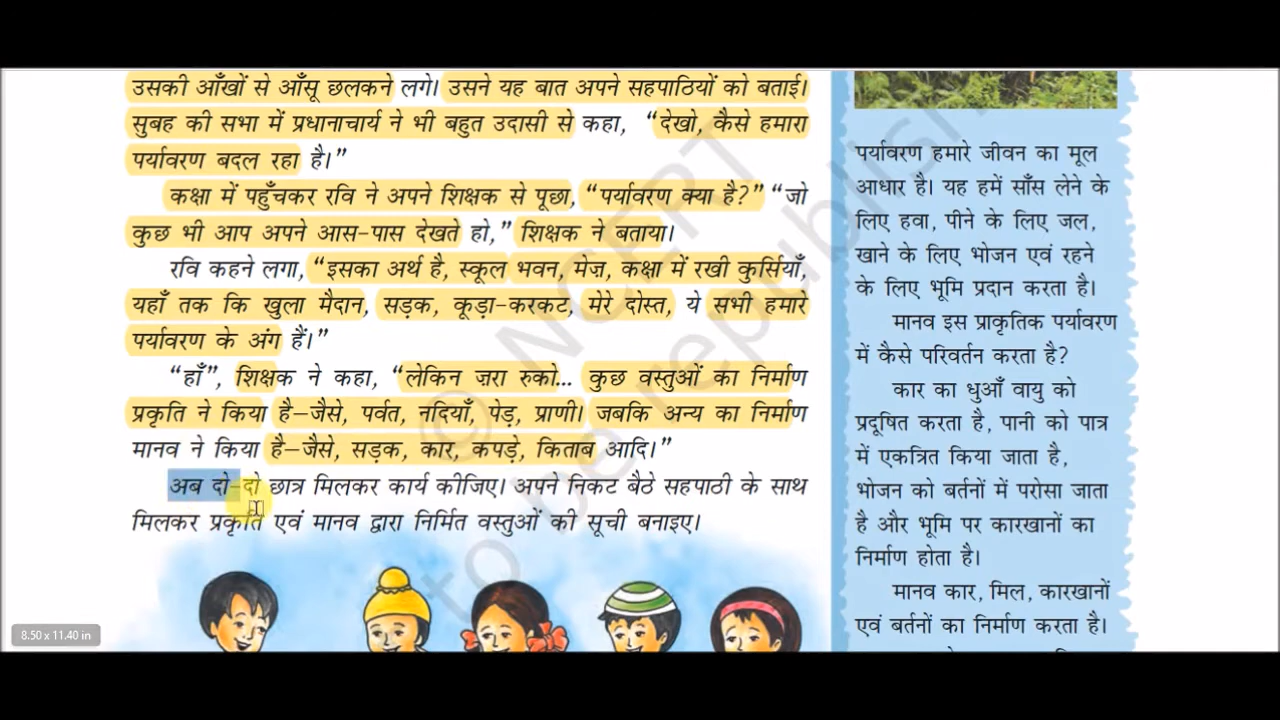 उसकी आँखों से आँसू छलकने लगे। उसने यह बात अपने सहपाठियों को बताई।
सुबह की सभा में प्रधानाचार्य ने भी बहुत उदासी से कहा, “देखो, कैसे हमारा
पर्यावरण बदल रहा है।”
कक्षा में पहुँचकर रवि ने अपने शिक्षक से पूछा, “पर्यावरण क्या है?” “जो
कुछ भी आप अपने आस-पास देखते हो,” शिक्षक ने बताया।
रवि कहने लगा, “इसका अर्थ है, स्कूल भवन, मेज़, कक्षा में रखी कुर्सियाँ,
यहाँ तक कि खुला मैदान, सड़क, कूड़ा-करकट, मेरे दोस्त, ये सभी हमारे
पर्यावरण के अंग हैं।”
“हाँ”, शिक्षक ने कहा, “लेकिन ज़रा रुको... कुछ वस्तुओं का निर्माण
प्रकृति ने किया है—जैसे, पर्वत, नदियाँ, पेड़, प्राणी। जबकि अन्य का निर्माण
मानव ने किया है—जैसे, सड़क, कार, कपड़े, किताब आदि।”
अब दो-दो छात्र मिलकर कार्य कीजिए। अपने निकट बैठे सहपाठी के साथ
मिलकर प्रकृति एवं मानव द्वारा निर्मित वस्तुओं की सूची बनाइए।
पर्यावरण हमारे जीवन का मूल
आधार है। यह हमें साँस लेने के
लिए हवा, पीने के लिए जल,
खाने के लिए भोजन एवं रहने
के लिए भूमि प्रदान करता है।
मानव इस प्राकृतिक पर्यावरण
में कैसे परिवर्तन करता है?
कार का धुआँ वायु को
प्रदूषित करता है, पानी को पात्र
में एकत्रित किया जाता है,
भोजन को बर्तनों में परोसा जाता
है और भूमि पर कारखानों का
निर्माण होता है।
मानव कार, मिल, कारखानों
एवं बर्तनों का निर्माण करता है।
© NCERT
to be republish
8.50 x 11.40 in